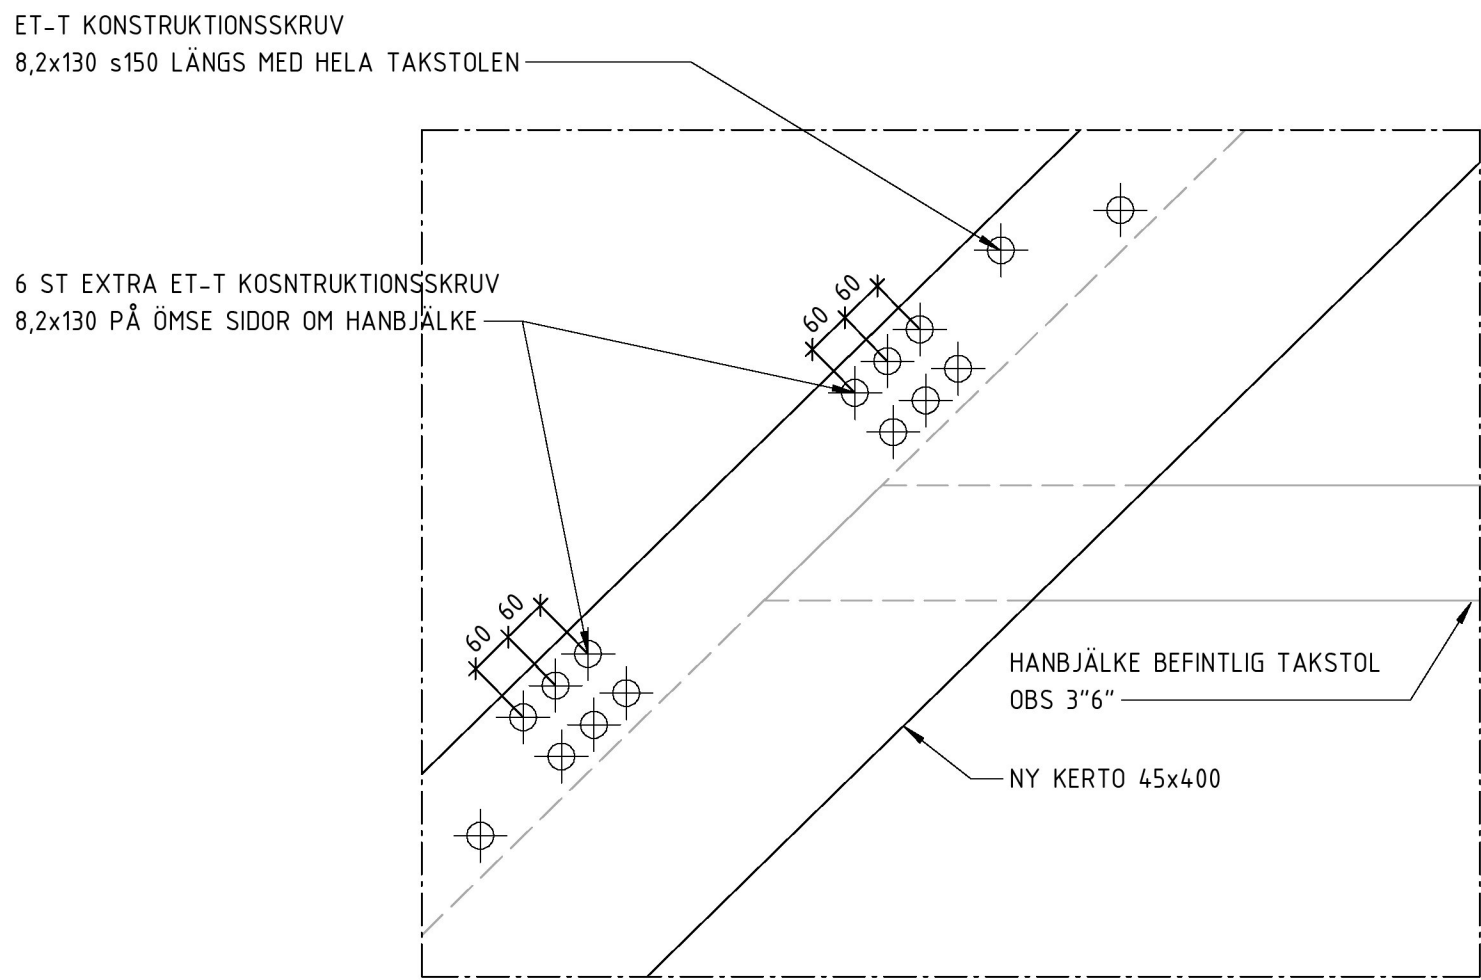 ET-T KONSTRUKTIONSSKRUV
8,2x130 s150 LÄNGS MED HELA TAKSTOLEN
6 ST EXTRA ET-T KOSNTRUKTIONSSKRUV
8,2x130 PÅ ÖMSE SIDOR OM HANBJÄLKE
60
60
60
60
HANBJÄLKE BEFINTLIG TAKSTOL
OBS 3"6"
NY KERTO 45x400